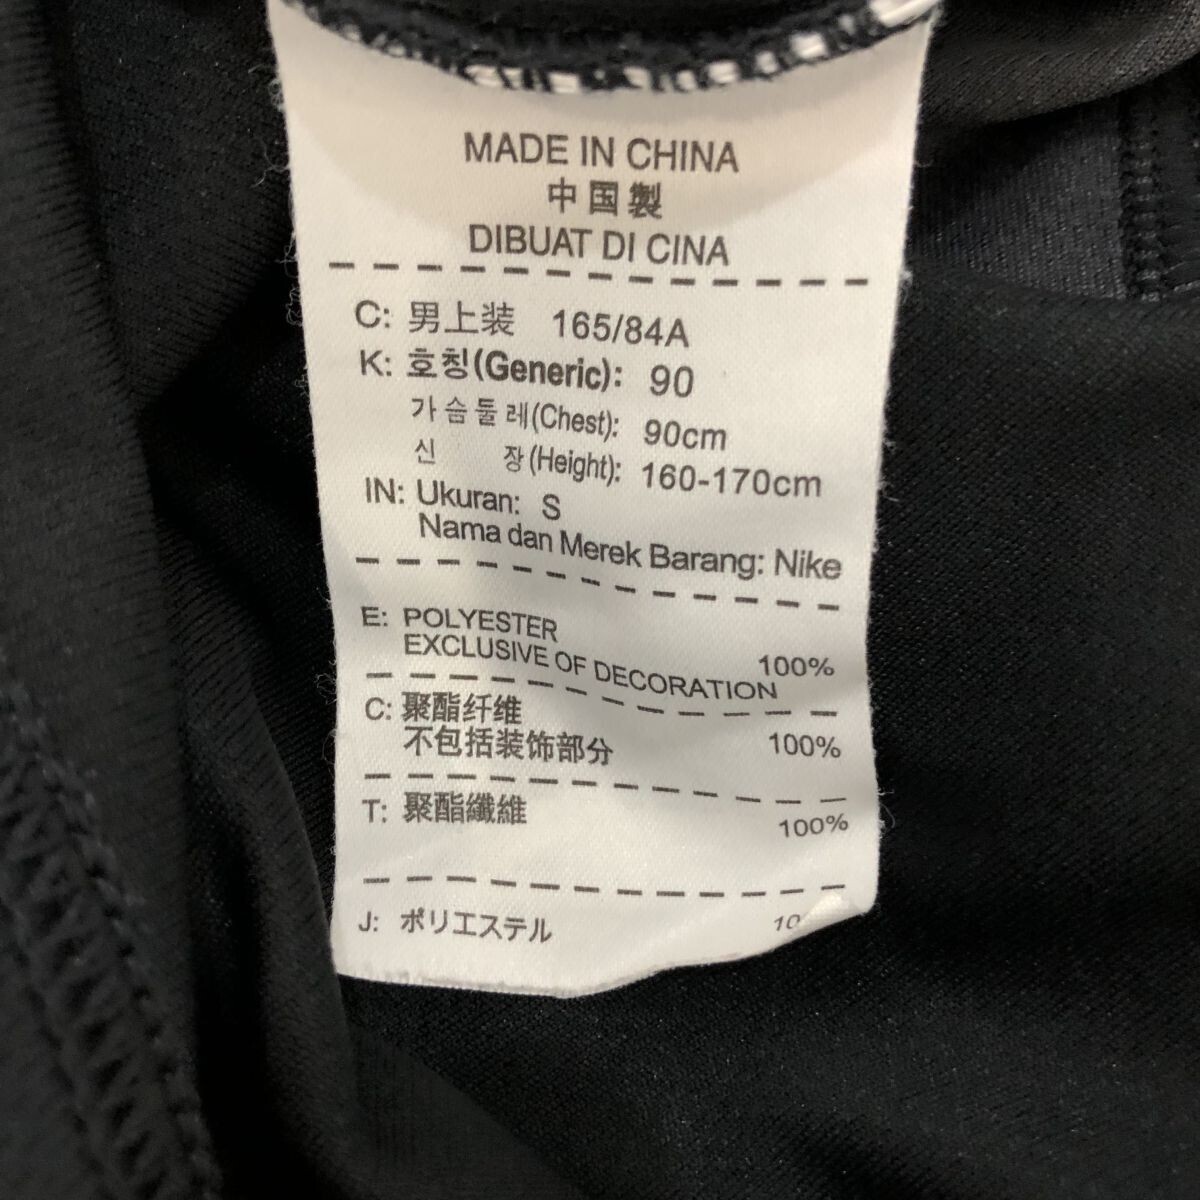 MADE IN CHINA
中国製
DIBUAT DI CINA
C: 男上装 165/84A
K: 호칭(Generic): 90
가슴둘레(Chest): 90cm
신 장(Height): 160-170cm
IN: Ukuran: S
Nama dan Merek Barang: Nike
E: POLYESTER 100%
EXCLUSIVE OF DECORATION
C: 聚酯纤维 100%
不包括装饰部分
T: 聚酯纖維 100%
J: ポリエステル 10